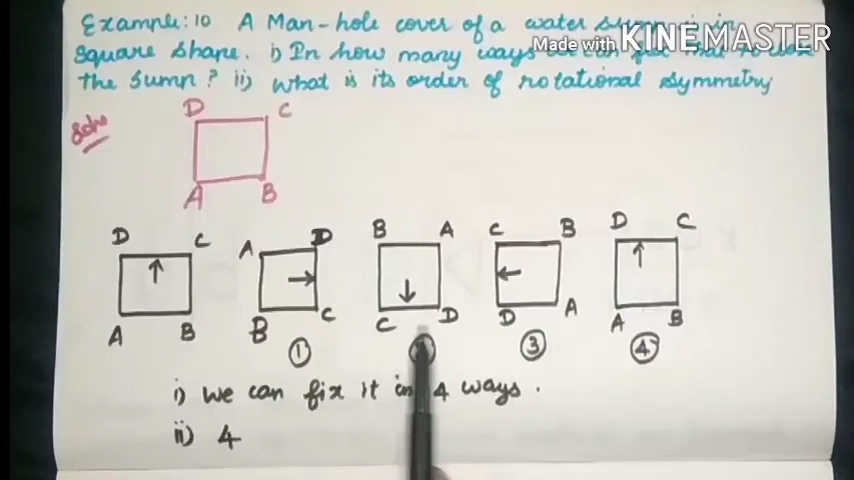 Example:10 A Man-hole cover of a water
Made with KINEMASTER
Square shape. i) In how many ways
the sump? ii) what is its order of rotational symmetry
Soln
D C
A B
D C A D B A C B D C
A B B C C D D A A B
1 3 4
i) we can fix it in 4 ways.
ii) 4